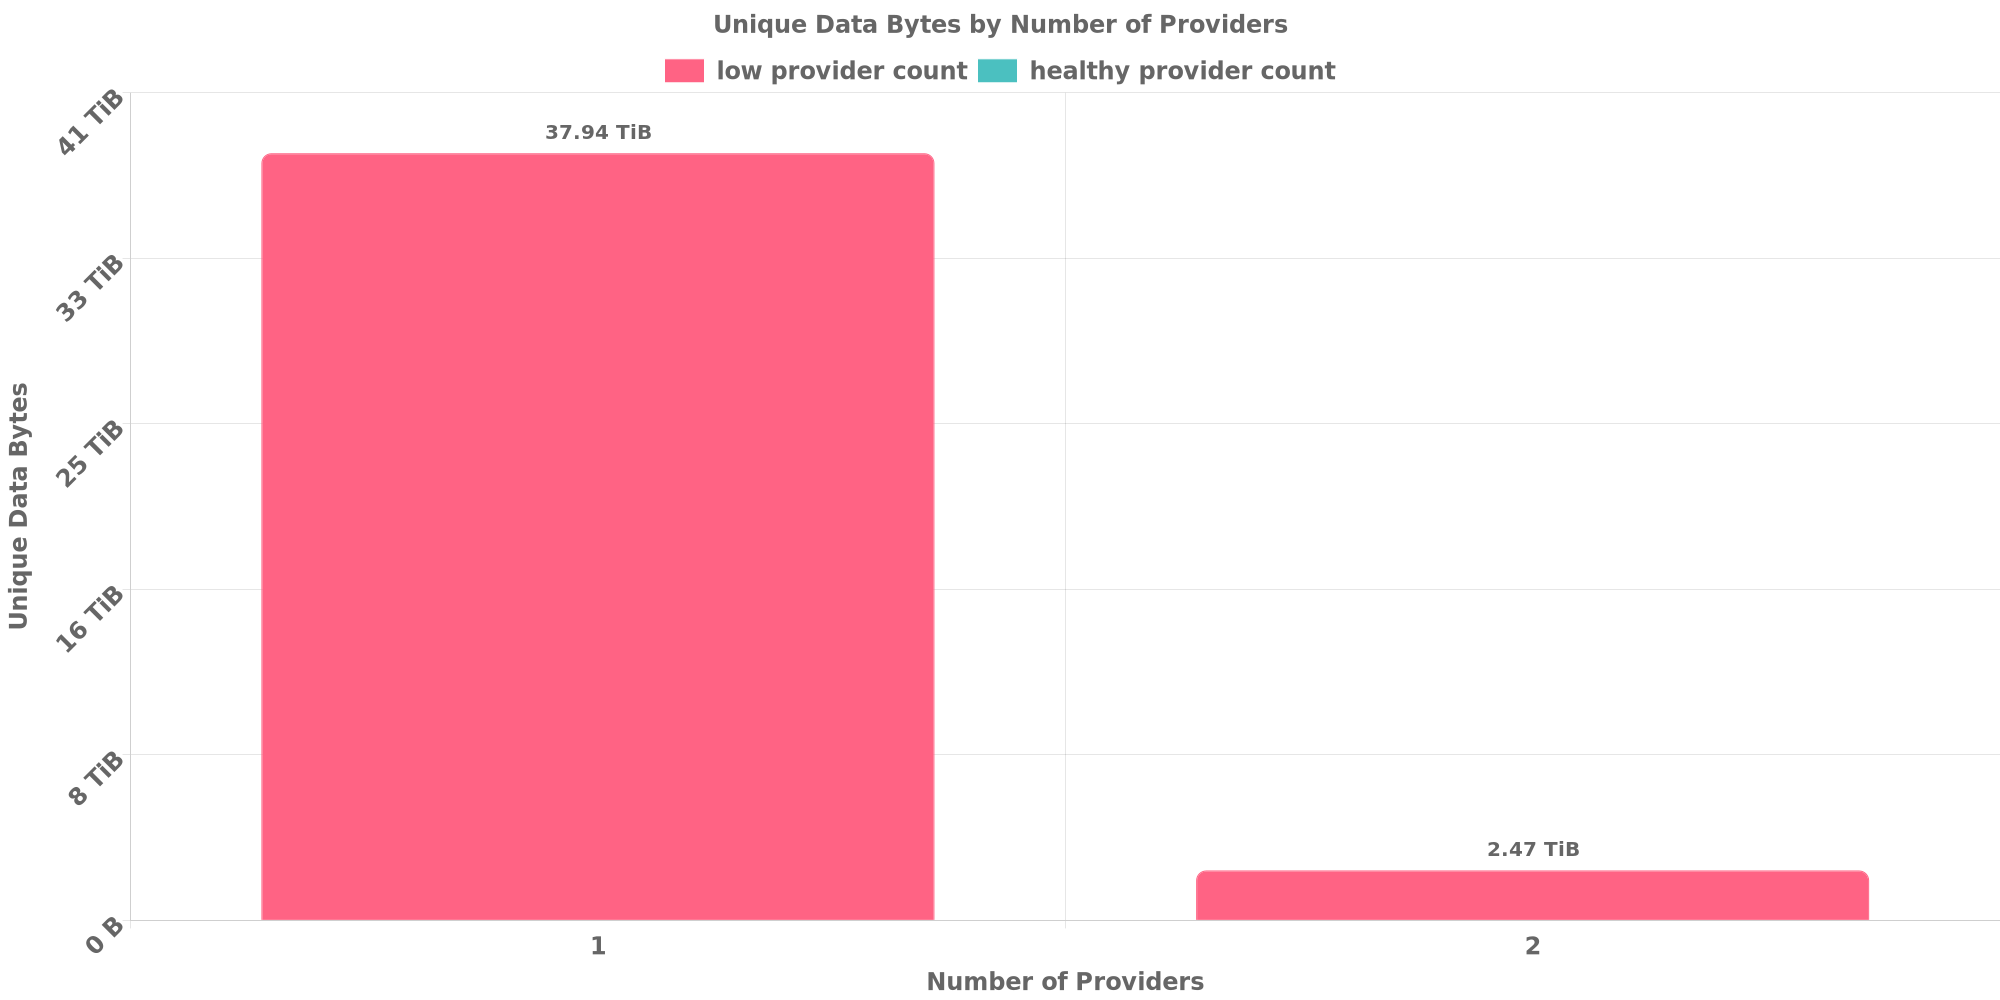 Unique Data Bytes by Number of Providers
low provider count healthy provider count
41 TiB
37.94 TiB
33 TiB
25 TiB
Unique Data Bytes
16 TiB
8 TiB
2.47 TiB
0 B
1 2
Number of Providers